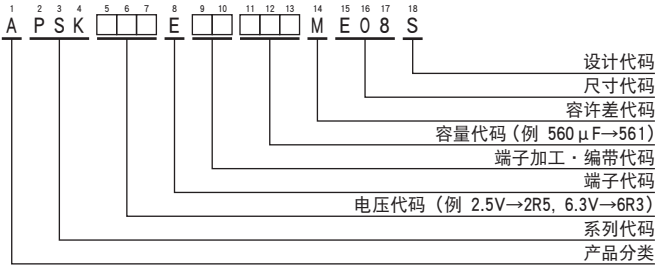 1 2 3 4 5 6 7 8 9 10 11 12 13 14 15 16 17 18
A P S K □□□ E □□ □□□ M E 0 8 S
设计代码
尺寸代码
容许差代码
容量代码（例 560μF→561）
端子加工・编带代码
端子代码
电压代码（例 2.5V→2R5, 6.3V→6R3）
系列代码
产品分类